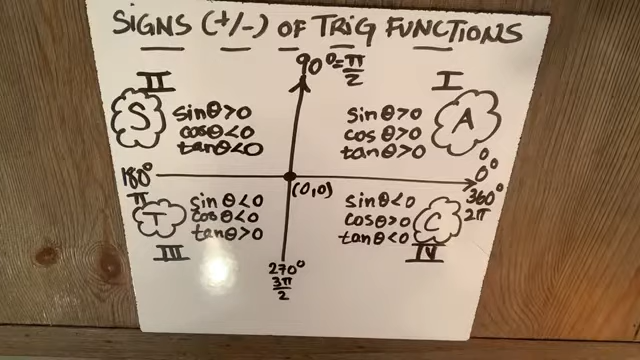 SIGNS (+/-) OF TRIG FUNCTIONS
90° = π/2
II
S
sinθ>0
cosθ<0
tanθ<0
I
sinθ>0
cosθ>0
tanθ>0
A
180°
π
(0,0)
0
0°
360°
2π
T
sinθ<0
cosθ<0
tanθ>0
III
sinθ<0
cosθ>0
tanθ<0
C
IV
270°
3π/2